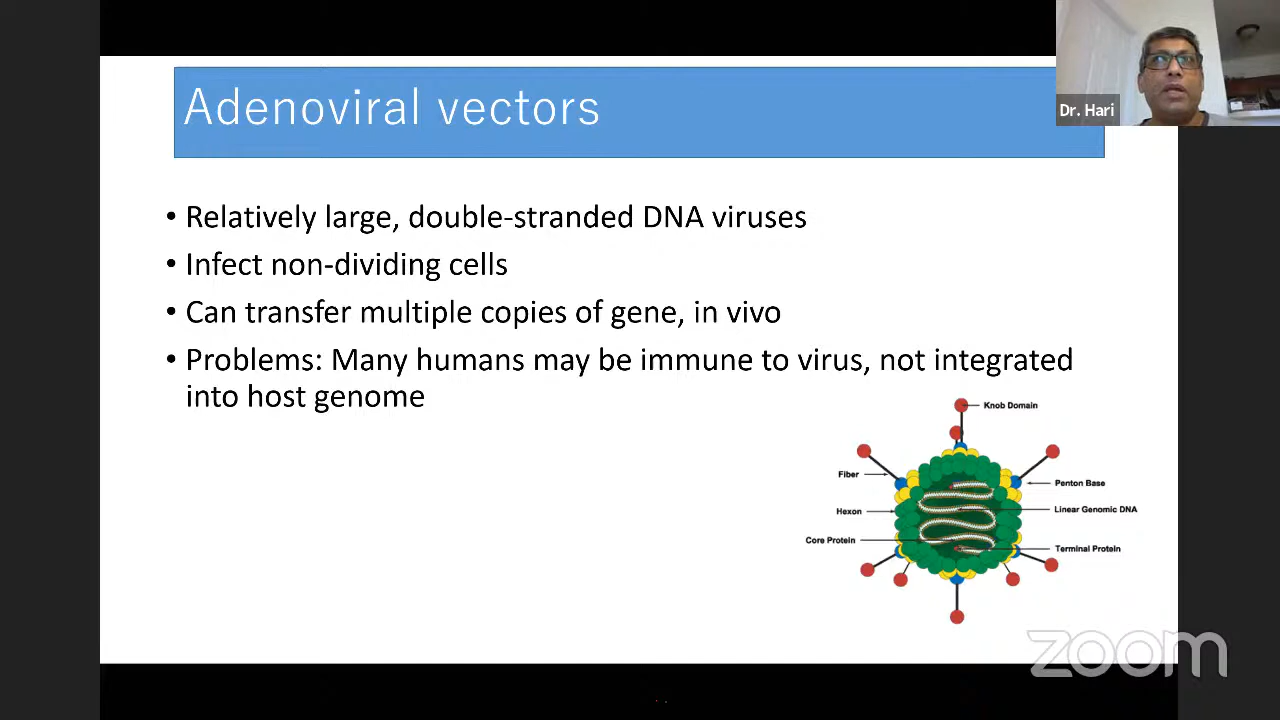 Adenoviral vectors
Dr. Hari
• Relatively large, double-stranded DNA viruses
• Infect non-dividing cells
• Can transfer multiple copies of gene, in vivo
• Problems: Many humans may be immune to virus, not integrated
into host genome
Knob Domain
Fiber
Penton Base
Hexon
Linear Genomic DNA
Core Protein
Terminal Protein
zoom